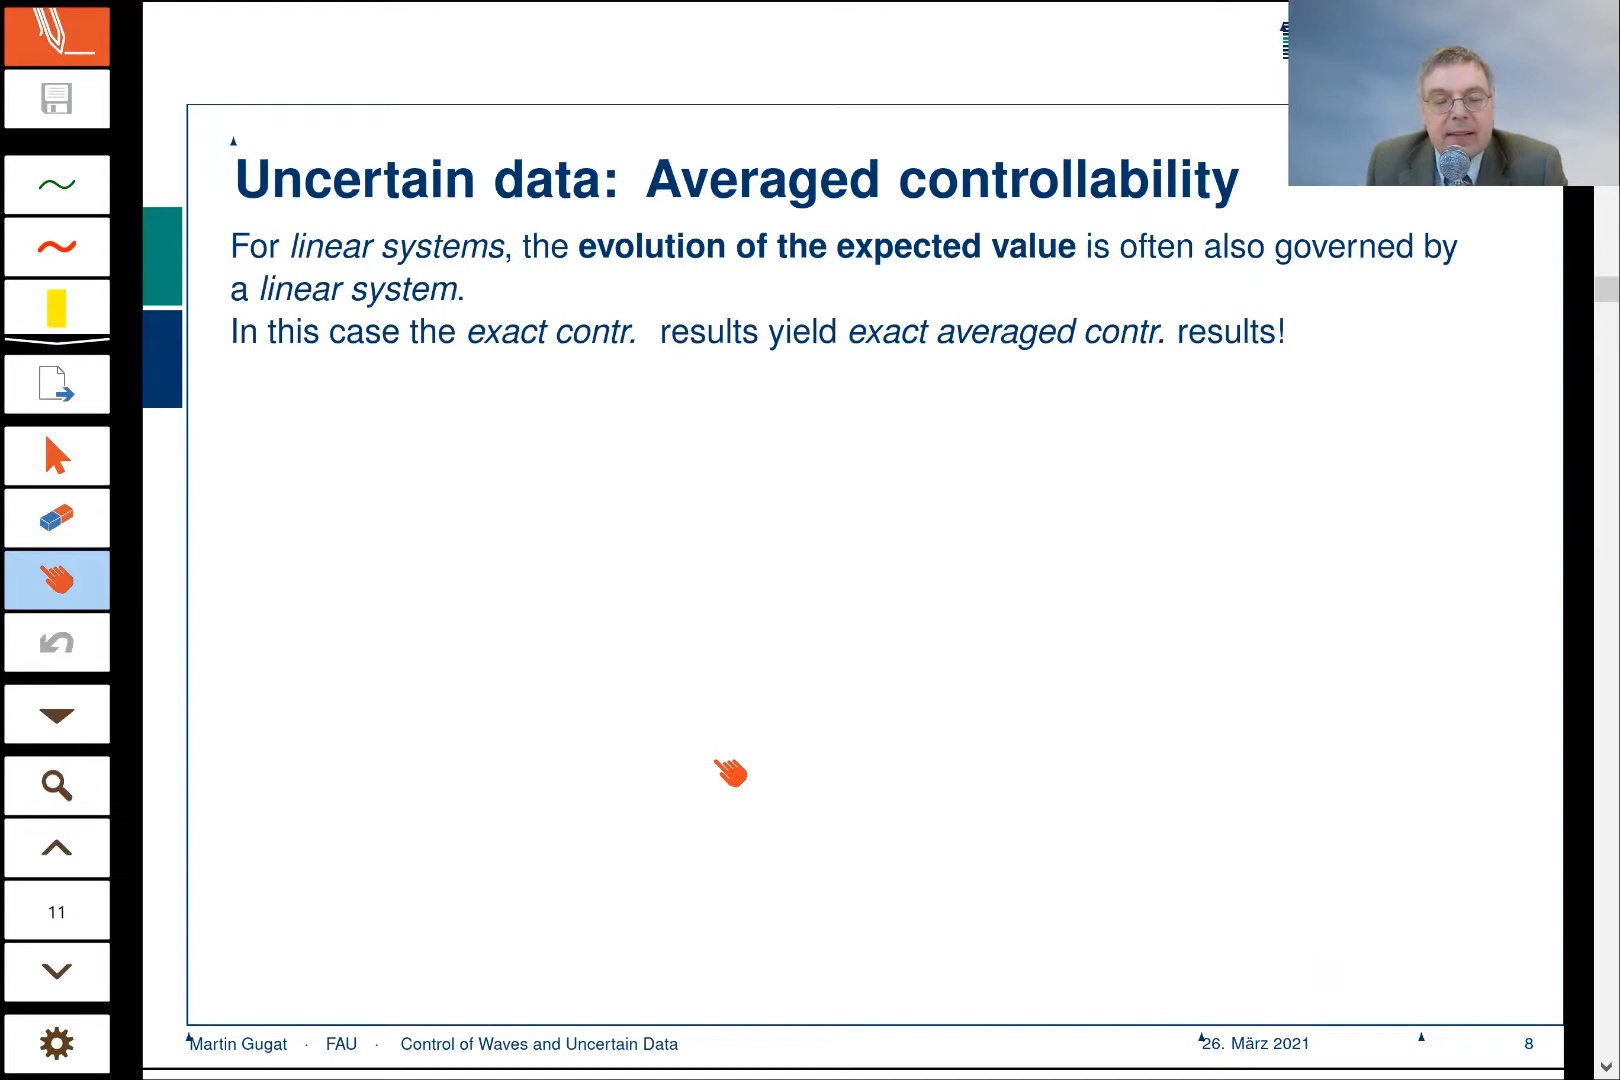 Uncertain data: Averaged controllability
For linear systems, the evolution of the expected value is often also governed by
a linear system.
In this case the exact contr. results yield exact averaged contr. results!
11
Martin Gugat · FAU · Control of Waves and Uncertain Data 26. März 2021 8